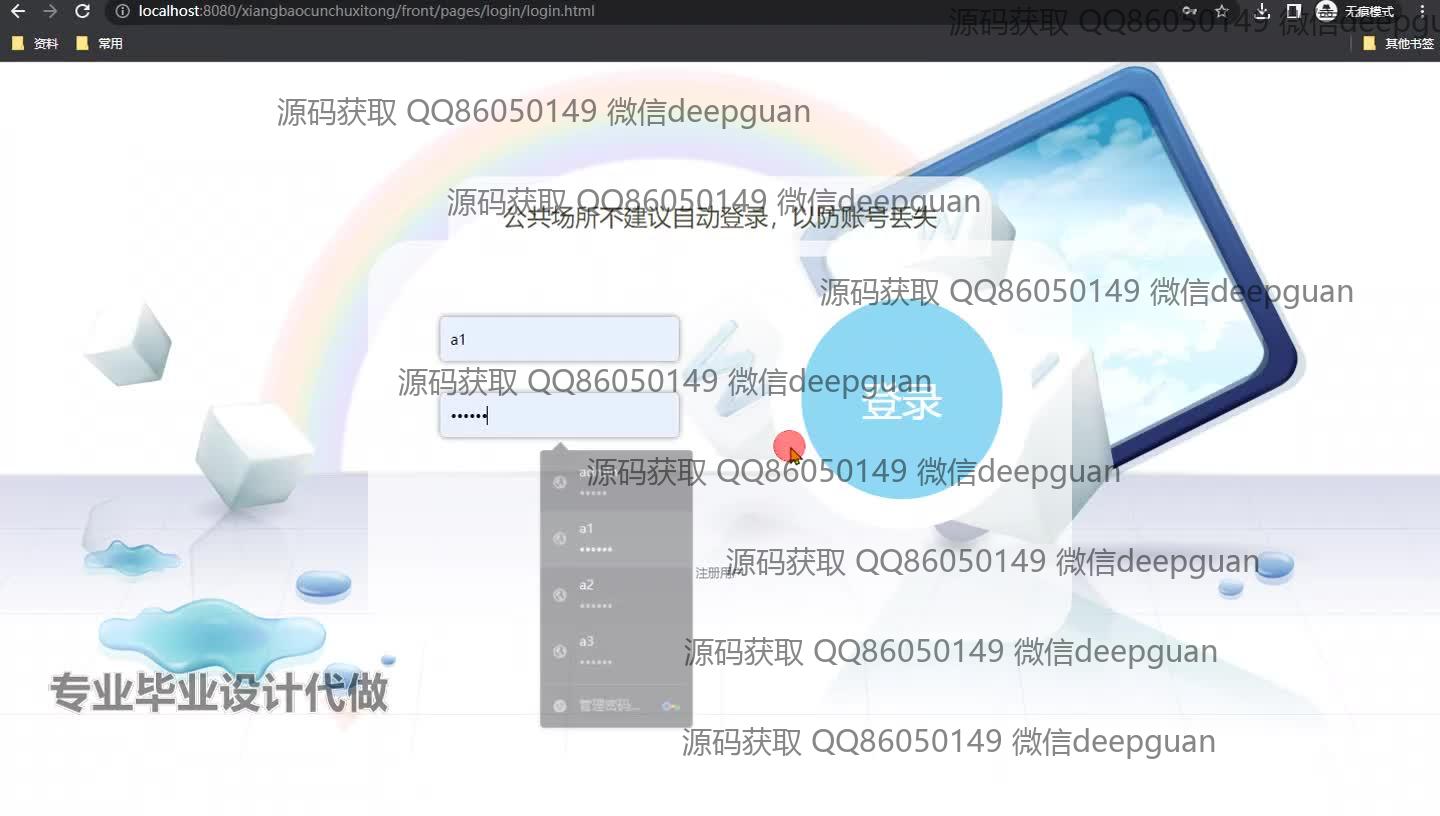 localhost:8080/xiangbaocunchuxitong/front/pages/login/login.html
无痕模式
源码获取 QQ86050149 微信deepgu
资料
常用
其他书签
源码获取 QQ86050149 微信deepguan
源码获取 QQ86050149 微信deepguan
公共场所不建议自动登录，以防账号丢失
源码获取 QQ86050149 微信deepguan
a1
源码获取 QQ86050149 微信deepguan
登录
••••••
源码获取 QQ86050149 微信deepguan
•••••
a1
••••••
源码获取 QQ86050149 微信deepguan
注册用户
a2
••••••
a3
••••••
源码获取 QQ86050149 微信deepguan
专业毕业设计代做
管理密码...
源码获取 QQ86050149 微信deepguan